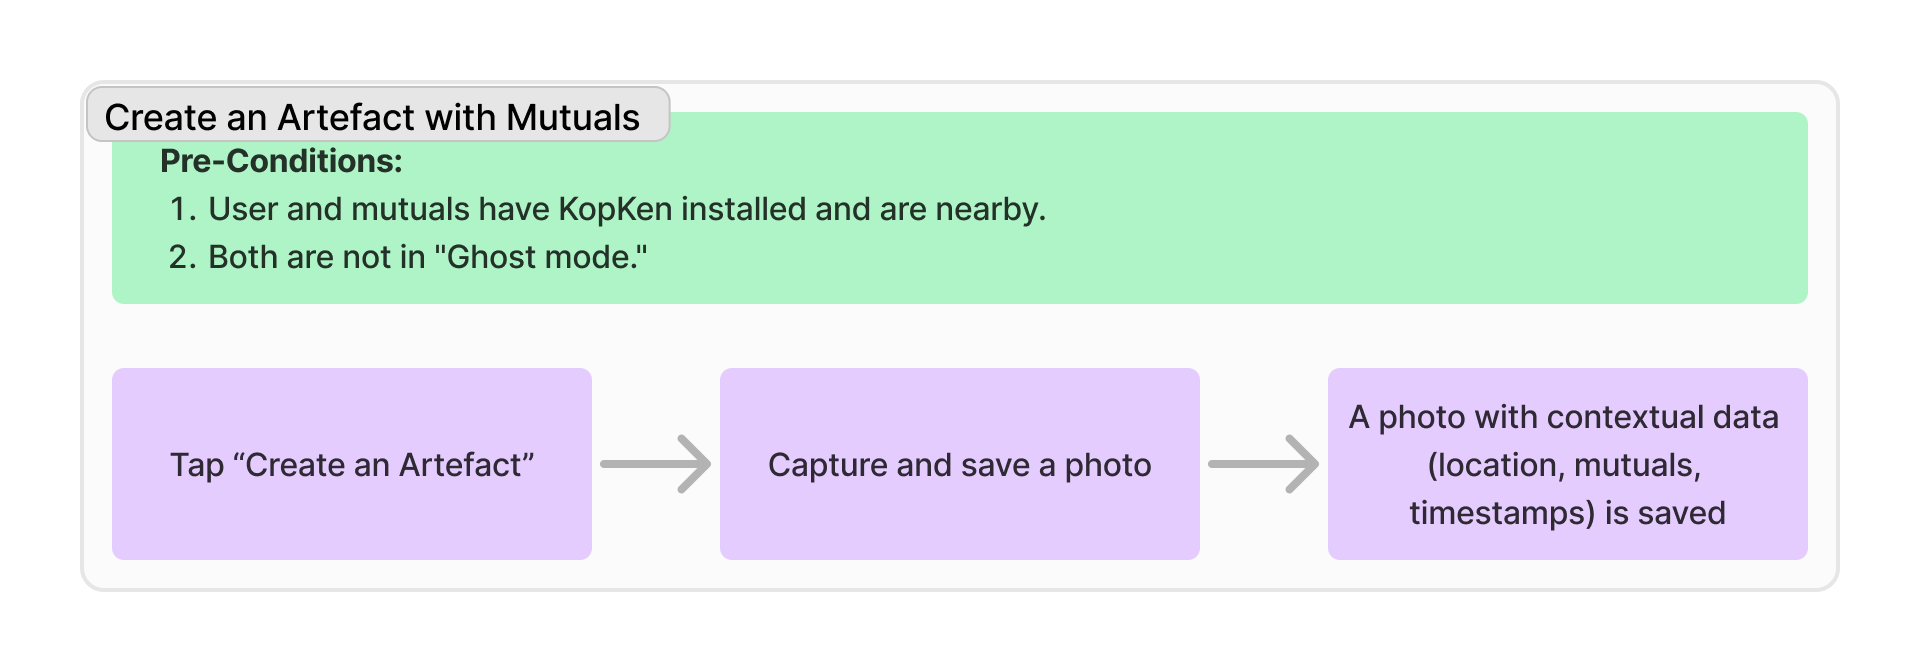 Create an Artefact with Mutuals
Pre-Conditions:
1. User and mutuals have KopKen installed and are nearby.
2. Both are not in "Ghost mode."
Tap “Create an Artefact”
Capture and save a photo
A photo with contextual data
(location, mutuals,
timestamps) is saved